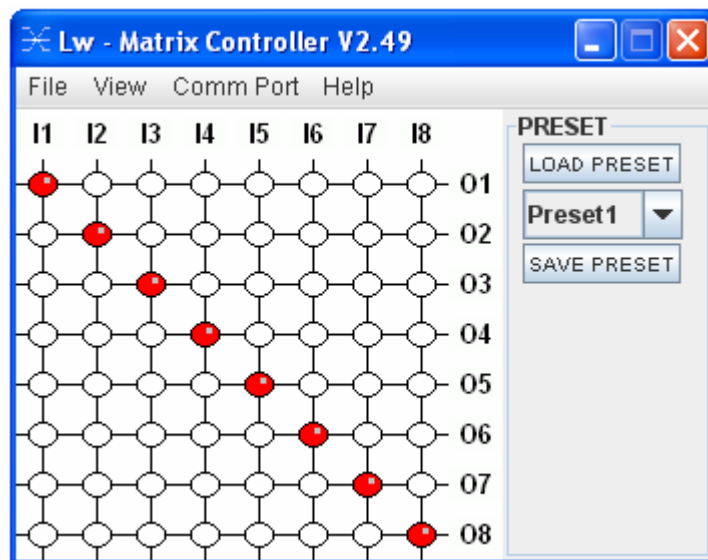 Lw - Matrix Controller V2.49
File View Comm Port Help
I1 I2 I3 I4 I5 I6 I7 I8
PRESET
LOAD PRESET
O1
Preset1
O2
SAVE PRESET
O3
O4
O5
O6
O7
O8